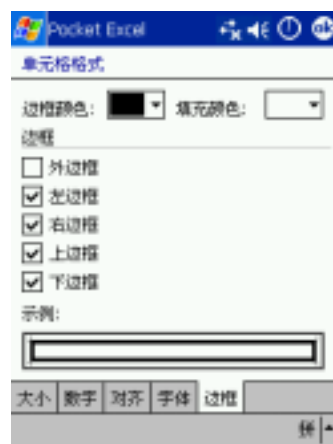 Pocket Excel ok
单元格格式
边框颜色: 填充颜色:
边框
外边框
左边框
右边框
上边框
下边框
示例:
大小 数字 对齐 字体 边框
拼